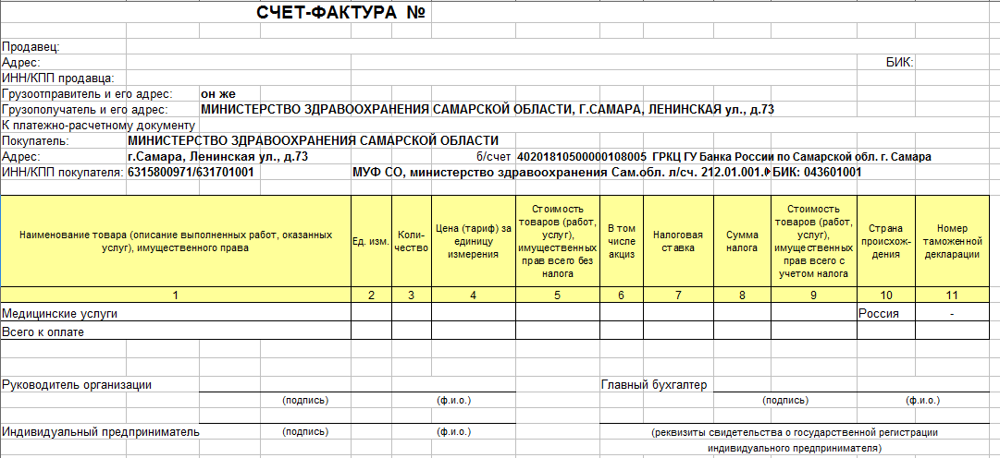 СЧЕТ-ФАКТУРА №
Продавец:
Адрес: БИК:
ИНН/КПП продавца:
Грузоотправитель и его адрес: он же
Грузополучатель и его адрес: МИНИСТЕРСТВО ЗДРАВООХРАНЕНИЯ САМАРСКОЙ ОБЛАСТИ, Г.САМАРА, ЛЕНИНСКАЯ ул., д.73
К платежно-расчетному документу
Покупатель: МИНИСТЕРСТВО ЗДРАВООХРАНЕНИЯ САМАРСКОЙ ОБЛАСТИ
Адрес: г.Самара, Ленинская ул., д.73 б/счет 40201810500000108005 ГРКЦ ГУ Банка России по Самарской обл. г. Самара
ИНН/КПП покупателя: 6315800971/631701001 МУФ СО, министерство здравоохранения Сам.обл. л/сч. 212.01.001. БИК: 043601001
Наименование товара (описание выполненных работ, оказанных
услуг), имущественного права
Ед. изм.
Коли-
чество
Цена (тариф) за
единицу
измерения
Стоимость
товаров (работ,
услуг),
имущественных
прав всего без
налога
В том
числе
акциз
Налоговая
ставка
Сумма
налога
Стоимость
товаров (работ,
услуг),
имущественных
прав всего с
учетом налога
Страна
происхож-
дения
Номер
таможенной
декларации
1 2 3 4 5 6 7 8 9 10 11
Медицинские услуги Россия -
Всего к оплате
Руководитель организации Главный бухгалтер
(подпись) (ф.и.о.) (подпись) (ф.и.о.)
Индивидуальный предприниматель (подпись) (ф.и.о.) (реквизиты свидетельства о государственной регистрации
индивидуального предпринимателя)